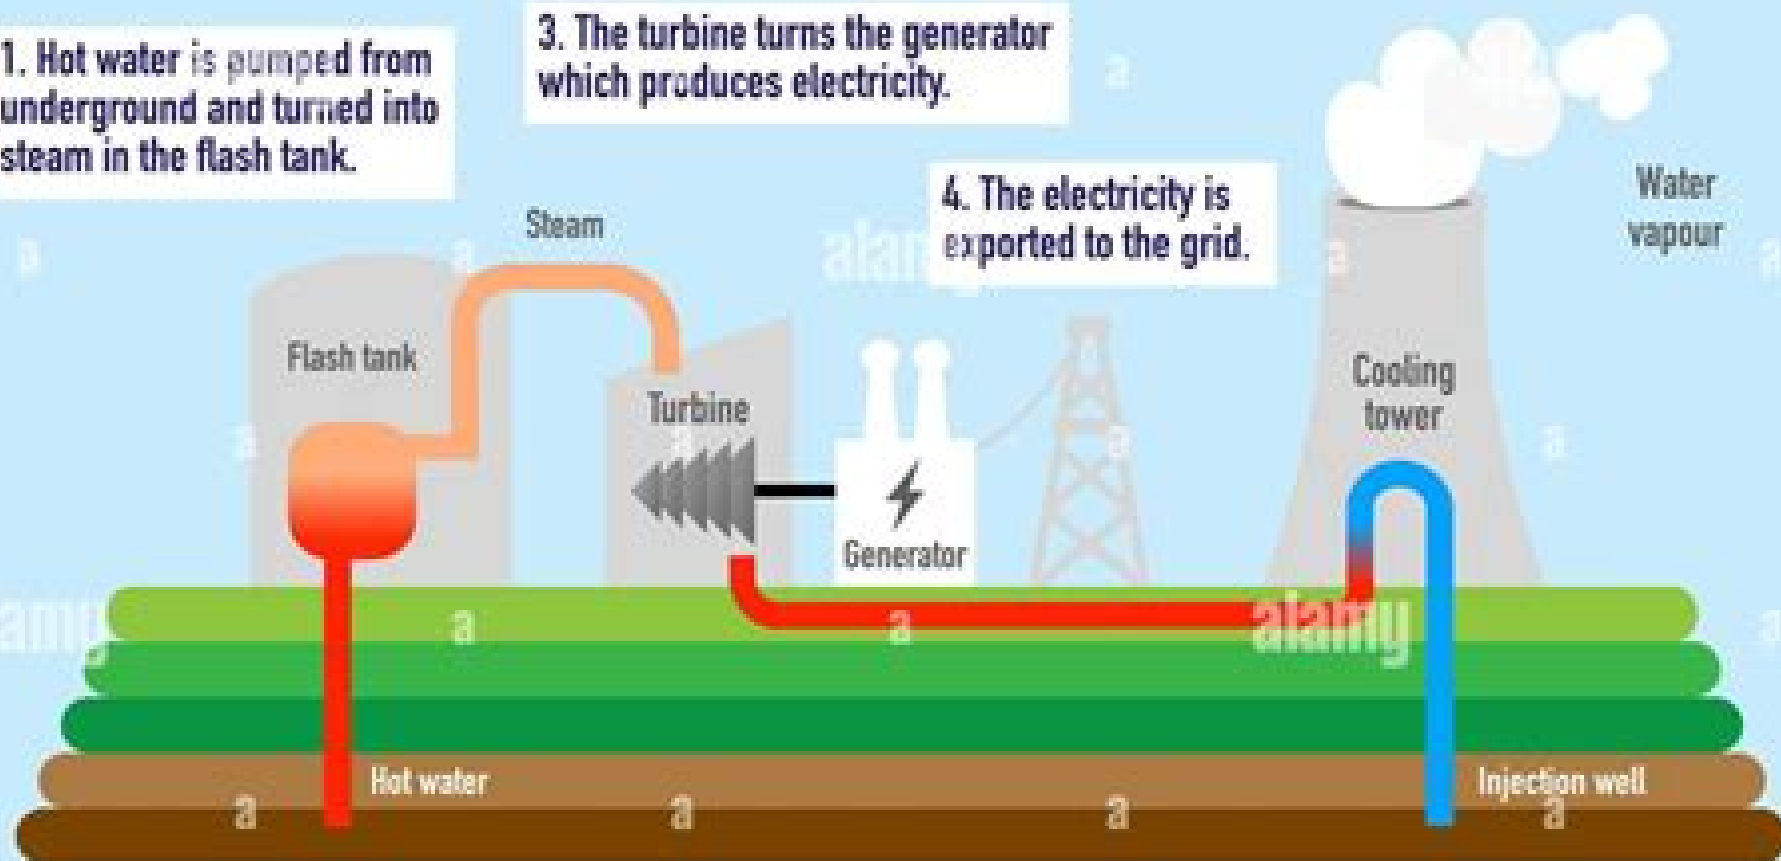 1. Hot water is pumped from
underground and turned into
steam in the flash tank.
3. The turbine turns the generator
which produces electricity.
4. The electricity is
exported to the grid.
Steam
Water
vapour
Flash tank
Turbine
Generator
Cooling
tower
Hot water
Injection well
alamy
alamy
a